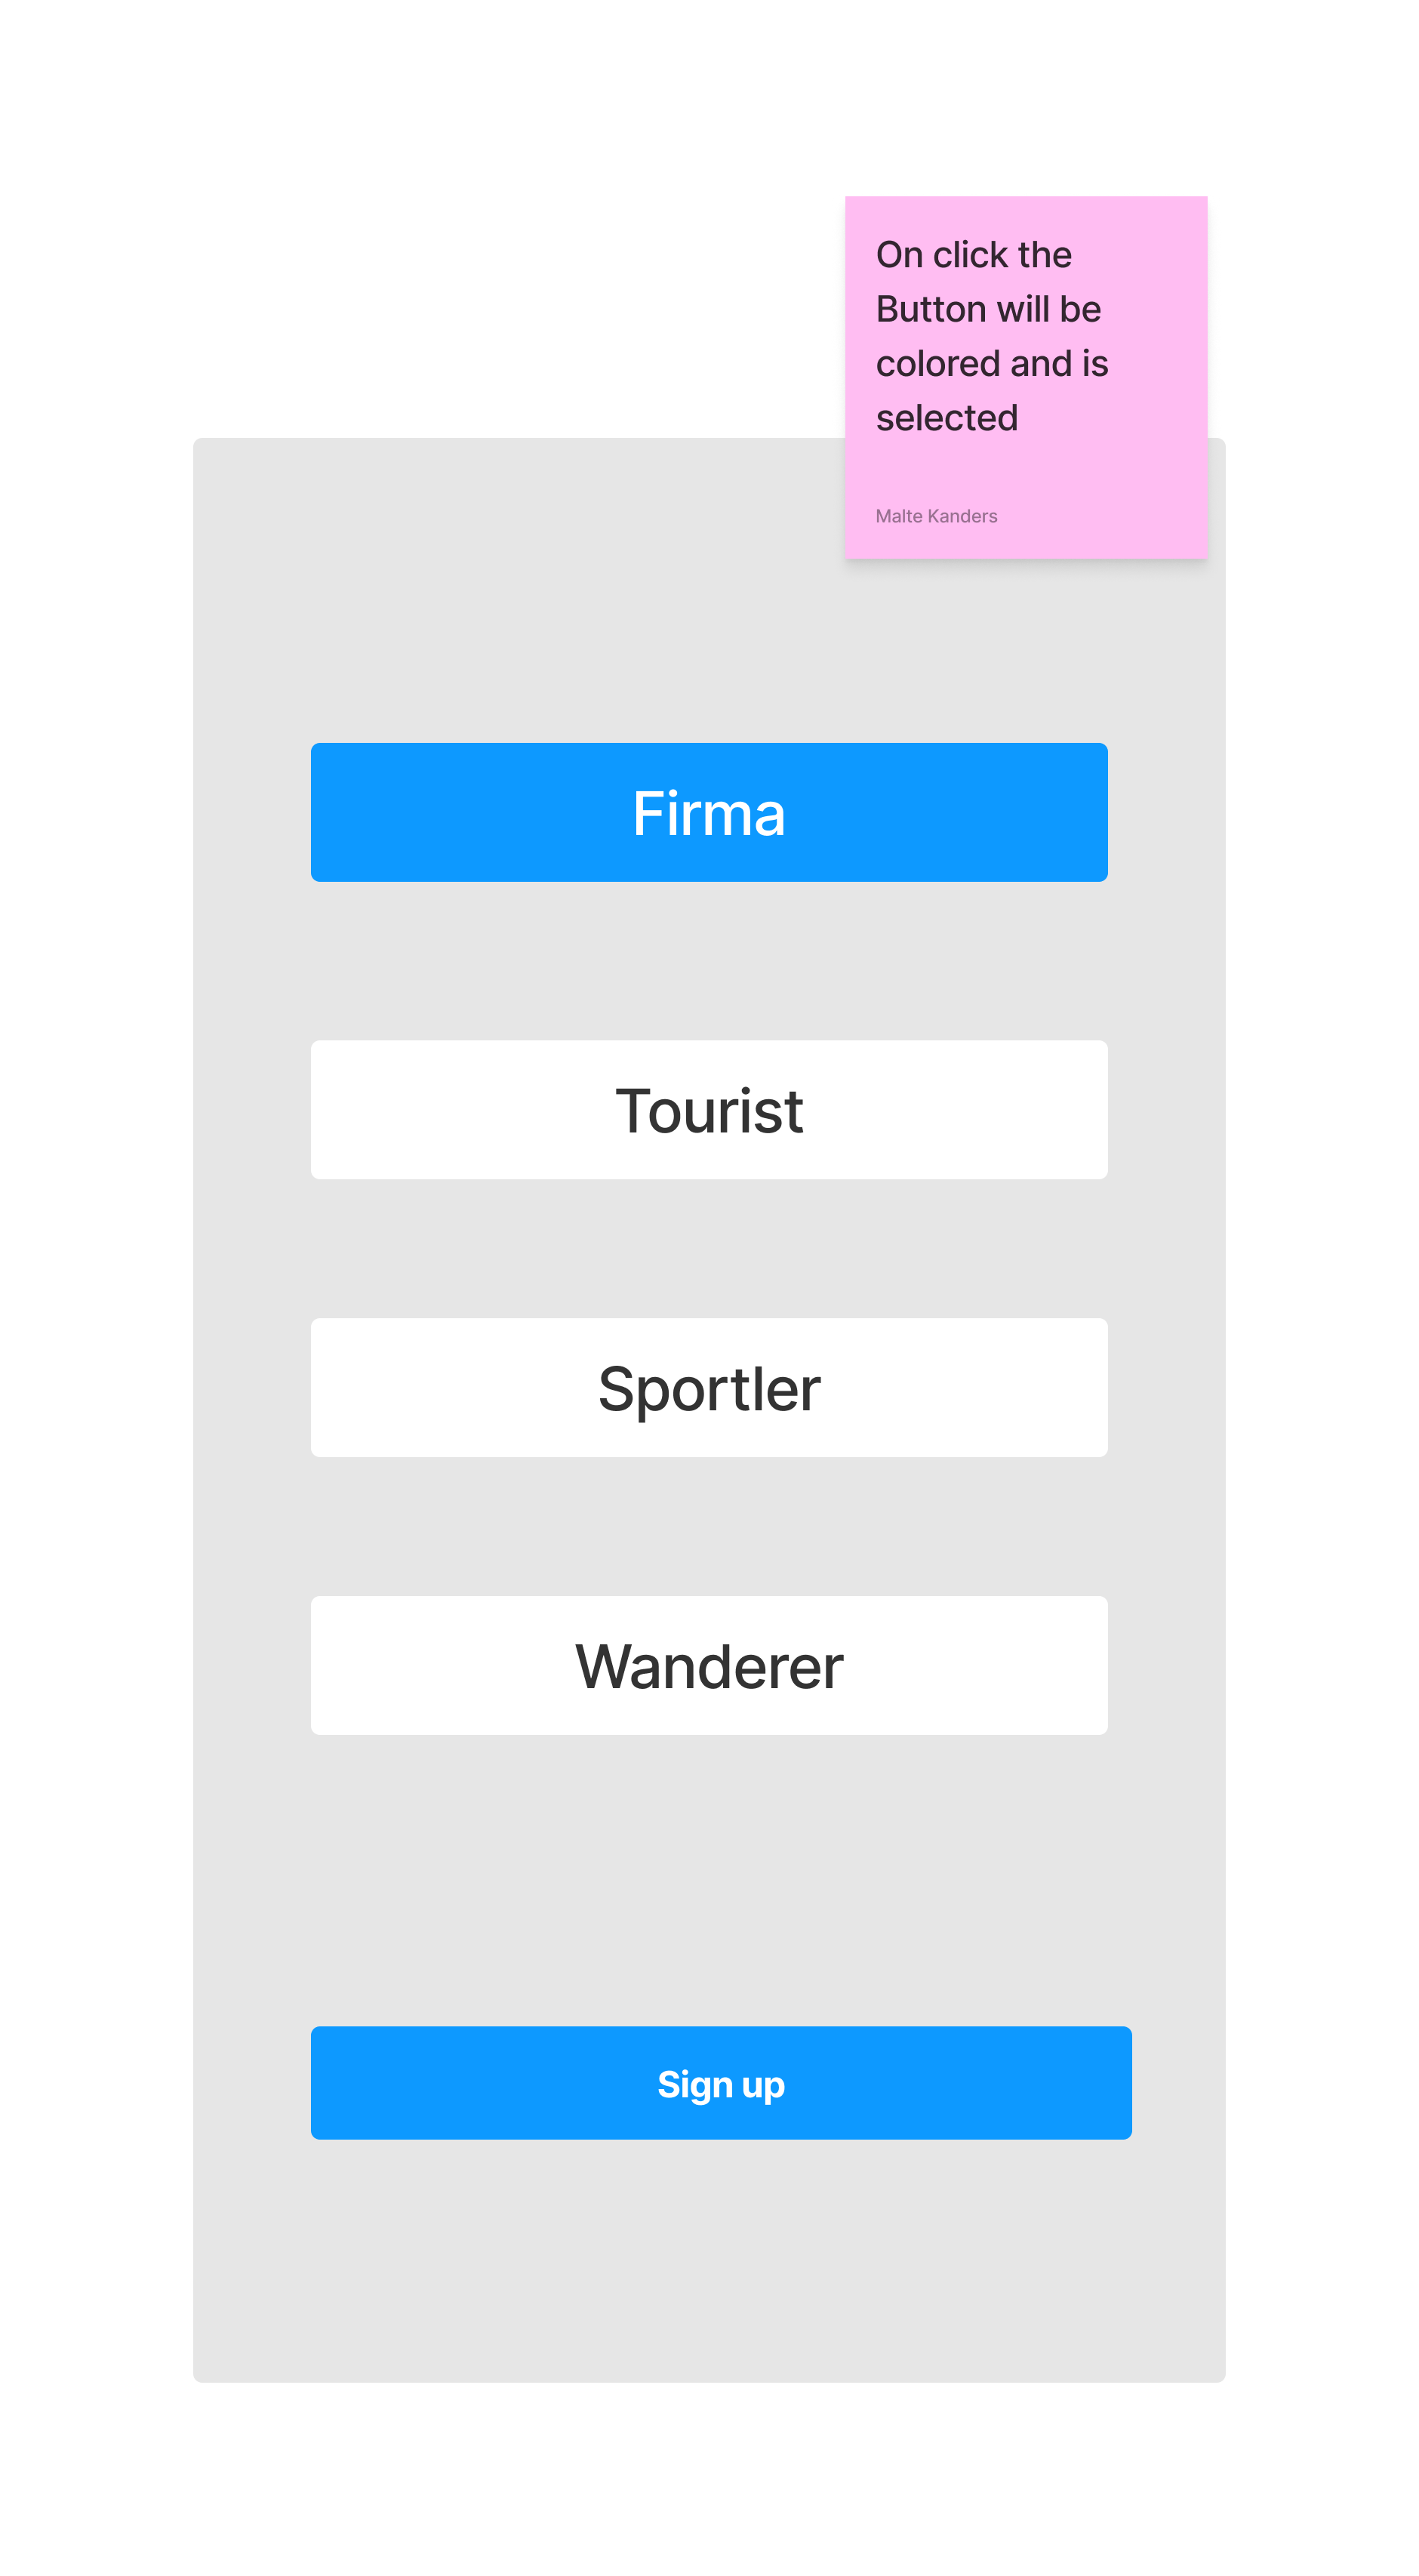 On click the
Button will be
colored and is
selected
Malte Kanders
Firma
Tourist
Sportler
Wanderer
Sign up